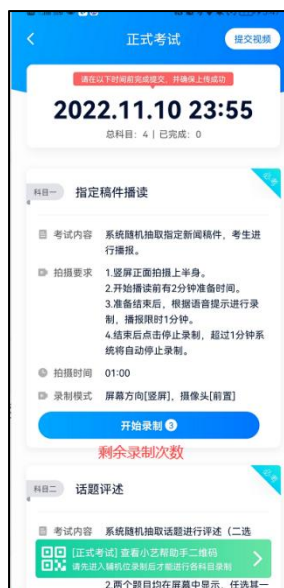 正式考试
提交视频
请在以下时间前完成提交，并确保上传成功
2022.11.10 23:55
总科目：4 | 已完成：0
必考
科目一 指定稿件播读
考试内容 系统随机抽取指定新闻稿件，考生进
行播报。
拍摄要求 1.竖屏正面拍摄上半身。
2.开始播读前有2分钟准备时间。
3.准备结束后，根据语音提示进行录
制，播报限时1分钟。
4.结束后点击停止录制，超过1分钟系
统将自动停止录制。
拍摄时间 01:00
录制模式 屏幕方向[竖屏]，摄像头[前置]
开始录制 3
剩余录制次数
必考
科目二 话题评述
考试内容 系统随机抽取话题进行评述（二选
[正式考试] 查看小艺帮助手二维码
请先进入辅机位录制后才能进行各科目录制
2.两个题目均在屏幕中显示，任选其一